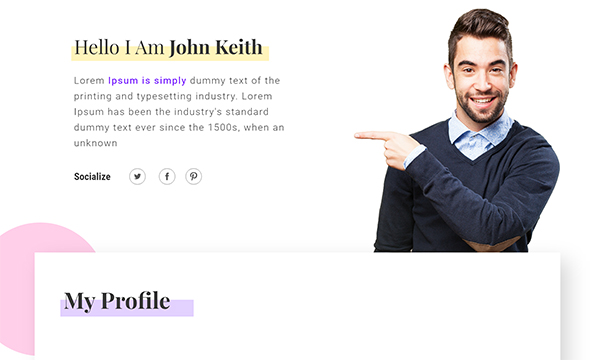 Hello I Am John Keith
Lorem Ipsum is simply dummy text of the
printing and typesetting industry. Lorem
Ipsum has been the industry's standard
dummy text ever since the 1500s, when an
unknown
Socialize
My Profile